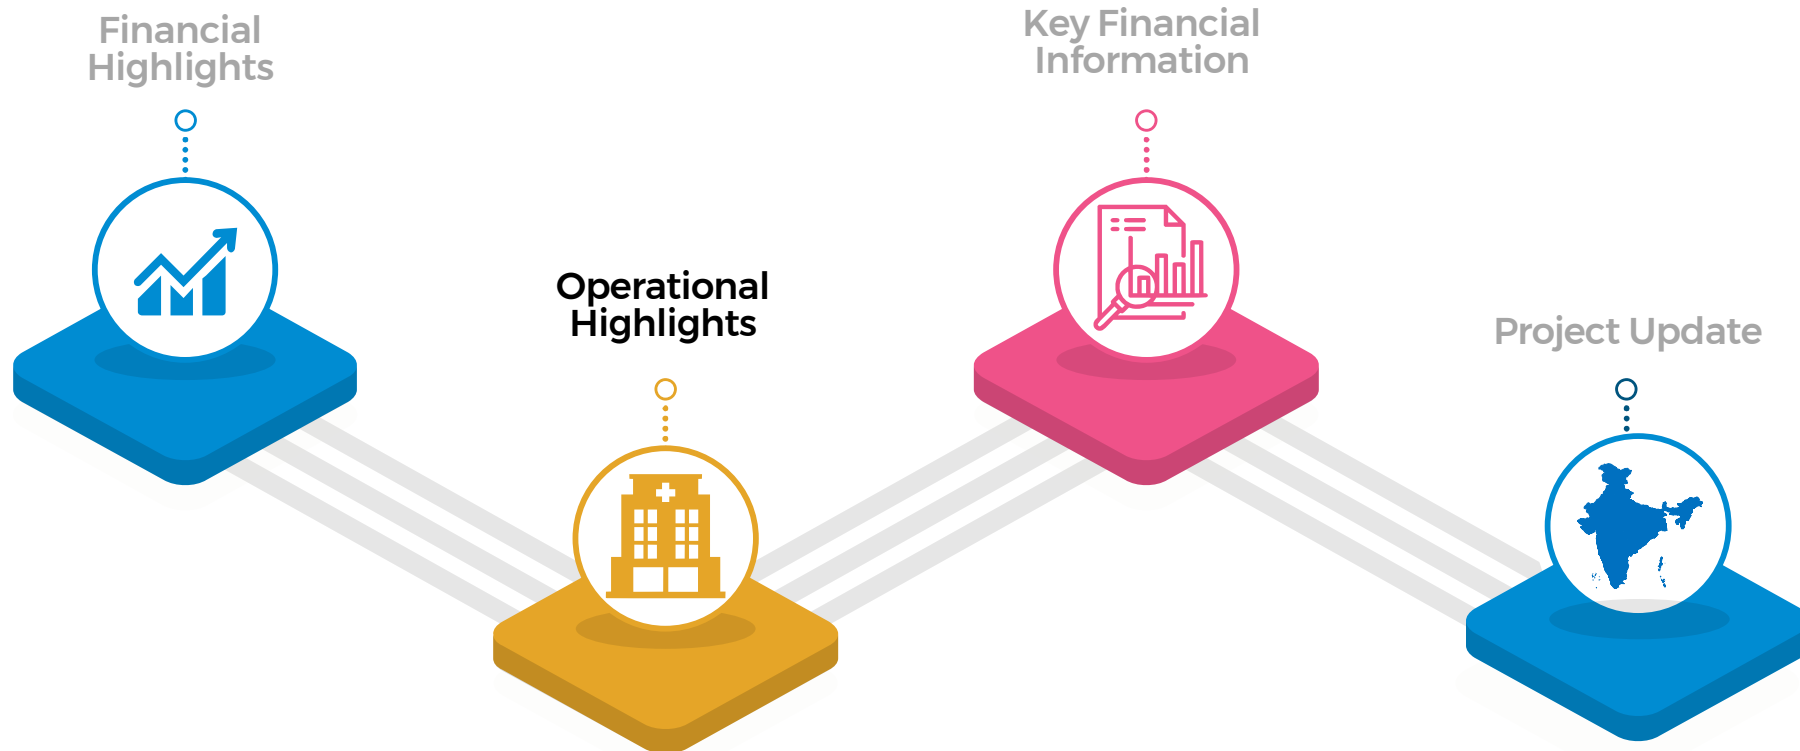 Financial
Highlights
Operational
Highlights
Key Financial
Information
Project Update